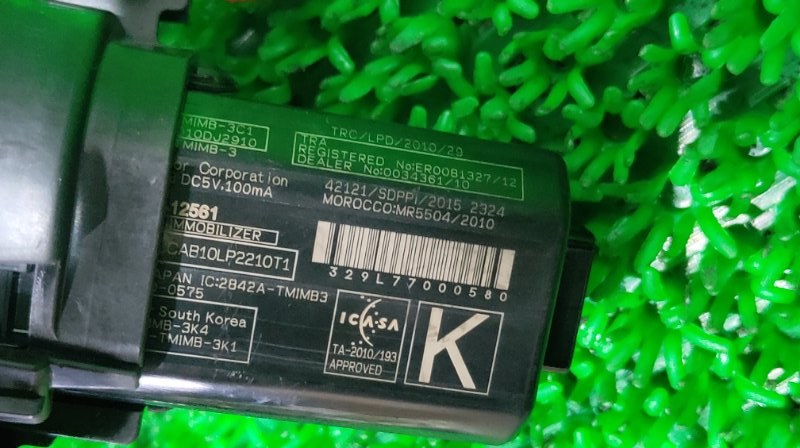 MIMB-3C1
10DJ2910
TMIMB-3
TRC/LPD/2010/29
TRA
REGISTERED No:ER0081327/12
DEALER No:0034361/10
or Corporation
DC5V.100mA
42121/SDPPI/2015 2324
MOROCCO:MR5504/2010
12561
IMMOBILIZER
CAB10LP2210T1
329L77000580
APAN IC:2842A-TMIMB3
-0575
South Korea
MB-3K4
-TMIMB-3K1
ICASA
TA-2010/193
APPROVED
K